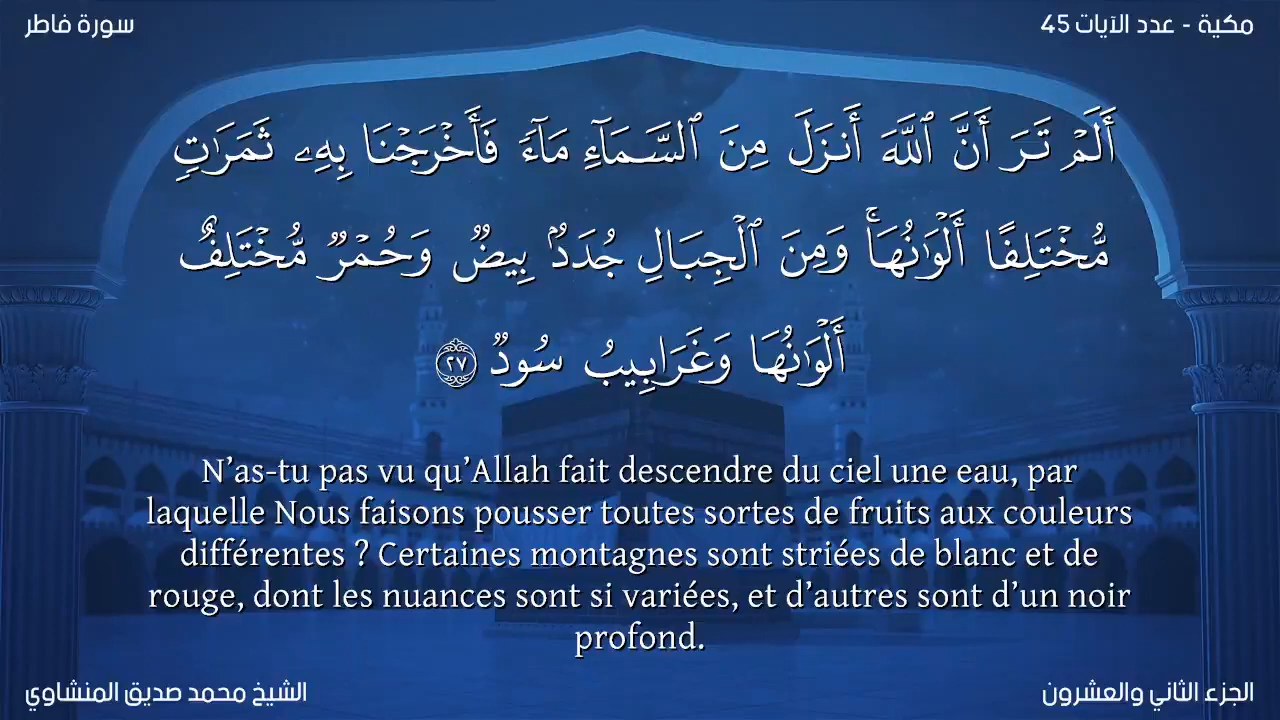 مكية - عدد الآيات 45
سورة فاطر
أَلَمْ تَرَ أَنَّ ٱللَّهَ أَنزَلَ مِنَ ٱلسَّمَآءِ مَآءً فَأَخْرَجْنَا بِهِۦ ثَمَرَٰتٍ
مُّخْتَلِفًا أَلْوَٰنُهَا ۚ وَمِنَ ٱلْجِبَالِ جُدَدٌۢ بِيضٌ وَحُمْرٌ مُّخْتَلِفٌ
أَلْوَٰنُهَا وَغَرَابِيبُ سُودٌ ٢٧
N’as-tu pas vu qu’Allah fait descendre du ciel une eau, par
laquelle Nous faisons pousser toutes sortes de fruits aux couleurs
différentes ? Certaines montagnes sont striées de blanc et de
rouge, dont les nuances sont si variées, et d’autres sont d’un noir
profond.
الجزء الثاني والعشرون
الشيخ محمد صديق المنشاوي